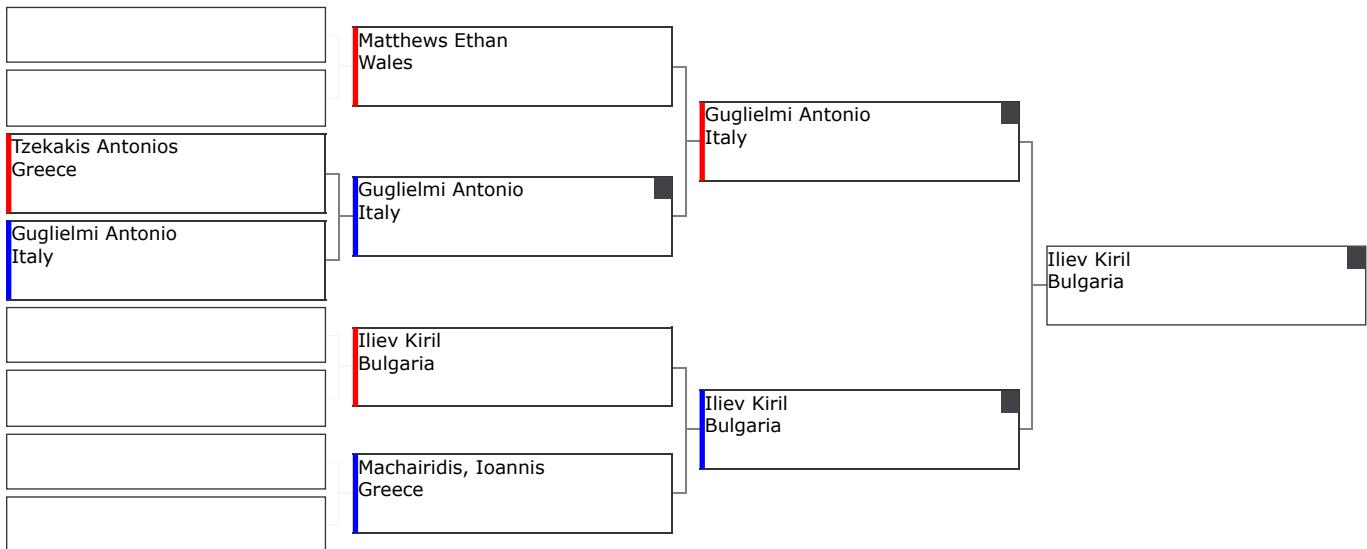 Matthews Ethan
Wales
Tzekakis Antonios
Greece
Guglielmi Antonio
Italy
Guglielmi Antonio
Italy
Guglielmi Antonio
Italy
Iliev Kiril
Bulgaria
Iliev Kiril
Bulgaria
Iliev Kiril
Bulgaria
Machairidis, Ioannis
Greece